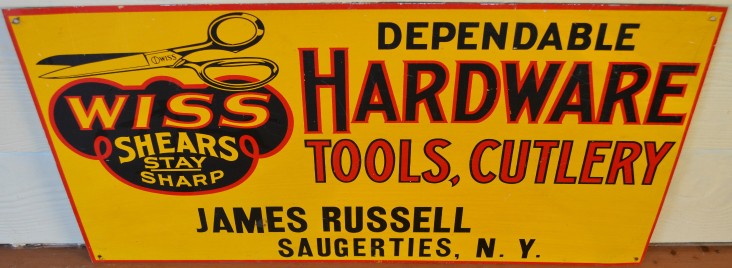 WISS
WISS
SHEARS
STAY
SHARP
DEPENDABLE
HARDWARE
TOOLS, CUTLERY
JAMES RUSSELL
SAUGERTIES, N. Y.